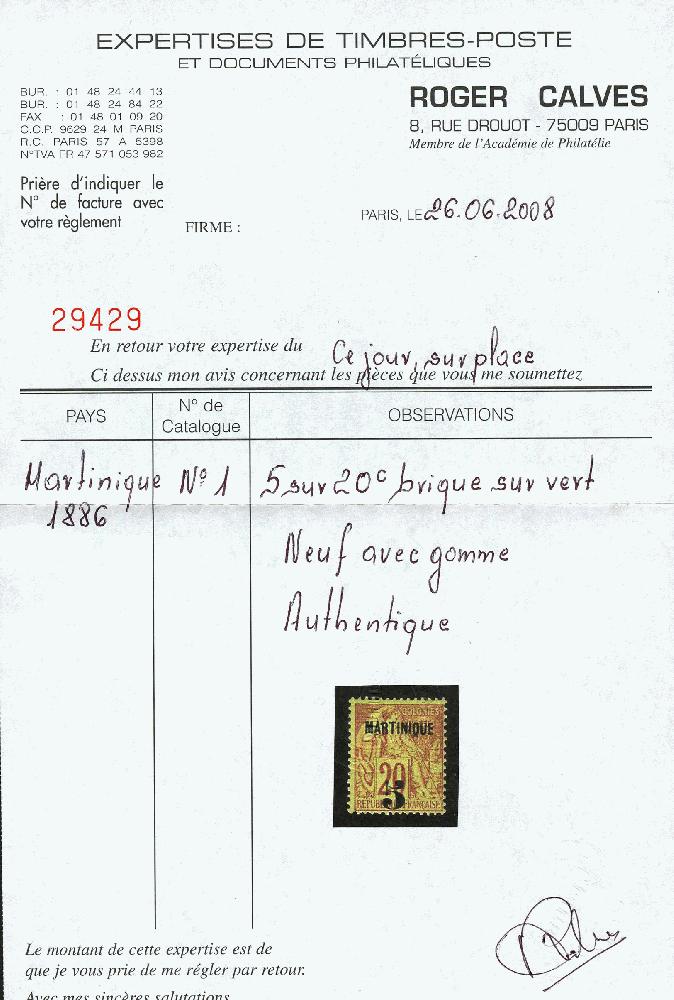 EXPERTISES DE TIMBRES-POSTE
ET DOCUMENTS PHILATÉLIQUES
BUR. : 01 48 24 44 13
BUR. : 01 48 24 84 22
FAX : 01 48 01 09 20
C.C.P. 9629 24 M PARIS
R.C. PARIS 57 A 5398
N°TVA FR 47 571 053 982
ROGER CALVES
8, RUE DROUOT - 75009 PARIS
Membre de l'Académie de Philatélie
Prière d'indiquer le
N° de facture avec
votre règlement
FIRME :
PARIS, LE 26.06.2008
29429
En retour votre expertise du Ce jour, sur place
Ci dessus mon avis concernant les pièces que vous me soumettez
PAYS
N° de
Catalogue
OBSERVATIONS
Martinique N° 1 5 sur 20c brique sur vert
1886
Neuf avec gomme
Authentique
COLONIES
MARTINIQUE
20
5
REPUBLIQUE FRANCAISE
Le montant de cette expertise est de
que je vous prie de me régler par retour.
Avec mes sincères salutations